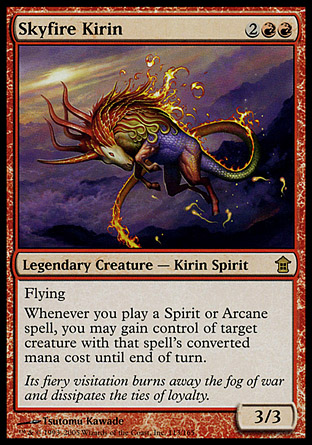 Skyfire Kirin 2
Legendary Creature — Kirin Spirit
Flying
Whenever you play a Spirit or Arcane
spell, you may gain control of target
creature with that spell's converted
mana cost until end of turn.
Its fiery visitation burns away the fog of war
and dissipates the ties of loyalty.
Tsutomu Kawade
3/3